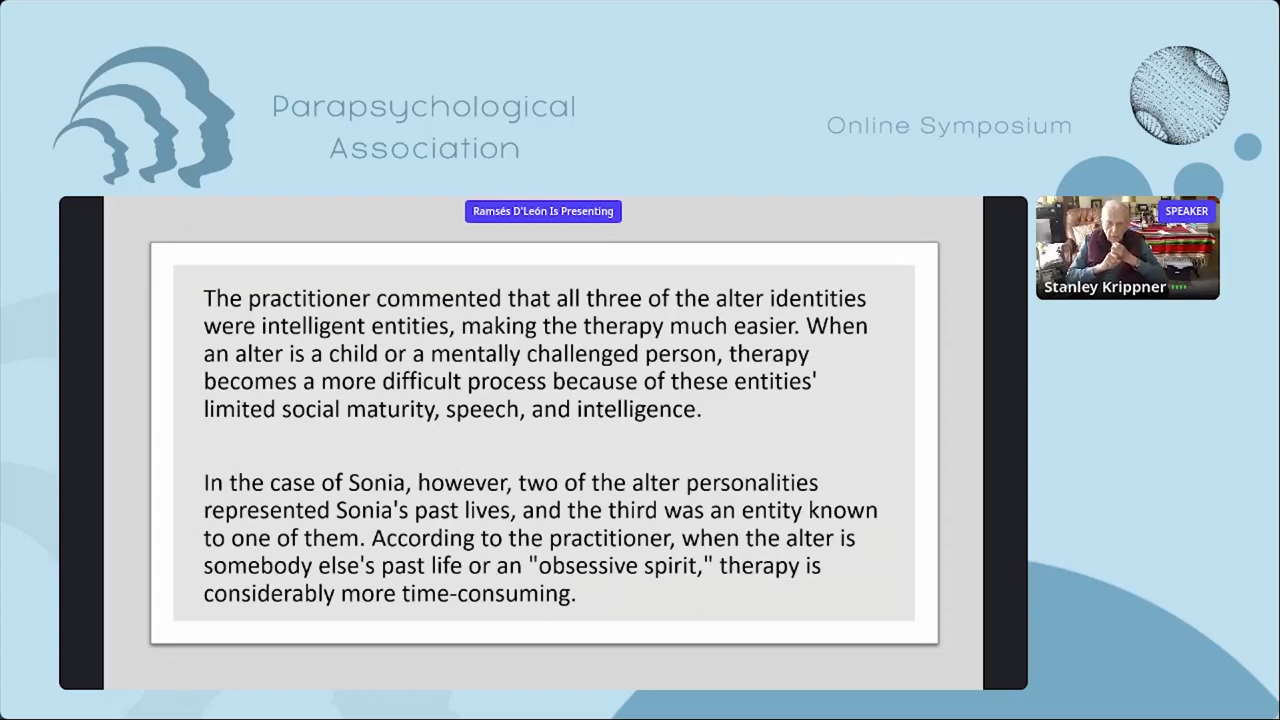 Parapsychological
Association
Online Symposium
Ramsés D'León Is Presenting
SPEAKER
Stanley Krippner
The practitioner commented that all three of the alter identities
were intelligent entities, making the therapy much easier. When
an alter is a child or a mentally challenged person, therapy
becomes a more difficult process because of these entities'
limited social maturity, speech, and intelligence.
In the case of Sonia, however, two of the alter personalities
represented Sonia's past lives, and the third was an entity known
to one of them. According to the practitioner, when the alter is
somebody else's past life or an "obsessive spirit," therapy is
considerably more time-consuming.